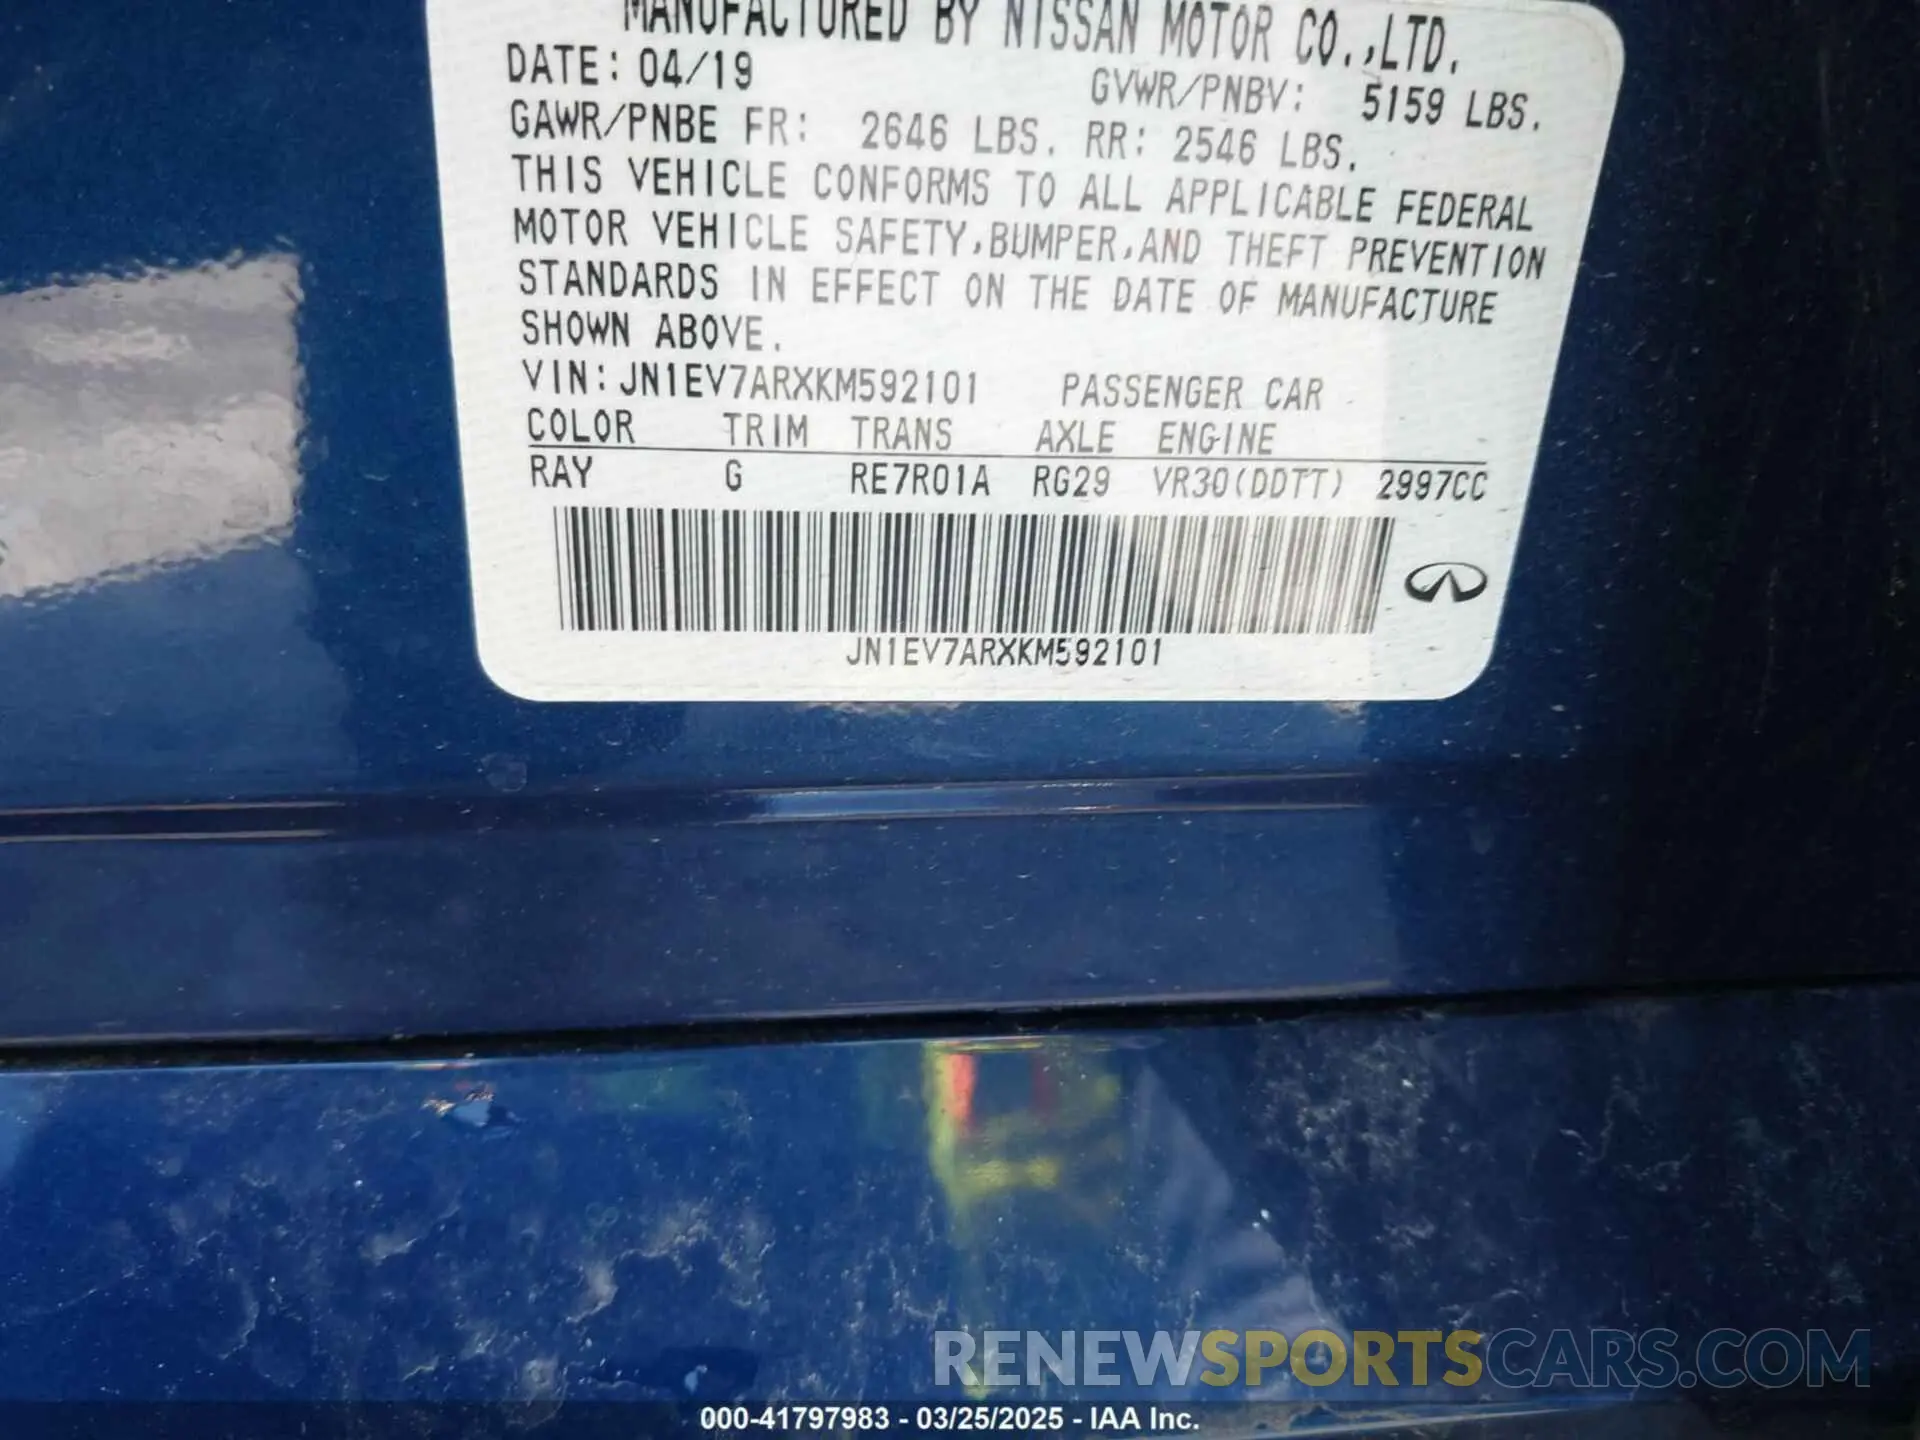 MANUFACTURED BY NISSAN MOTOR CO.,LTD.
DATE: 04/19 GVWR/PNBV: 5159 LBS.
GAWR/PNBE FR: 2646 LBS. RR: 2546 LBS.
THIS VEHICLE CONFORMS TO ALL APPLICABLE FEDERAL
MOTOR VEHICLE SAFETY,BUMPER,AND THEFT PREVENTION
STANDARDS IN EFFECT ON THE DATE OF MANUFACTURE
SHOWN ABOVE.
VIN:JN1EV7ARXKM592101 PASSENGER CAR
COLOR TRIM TRANS AXLE ENGINE
RAY G RE7R01A RG29 VR30(DDTT) 2997CC
JN1EV7ARXKM592101
RENEWSPORTSCARS.COM
000-41797983 - 03/25/2025 - IAA Inc.